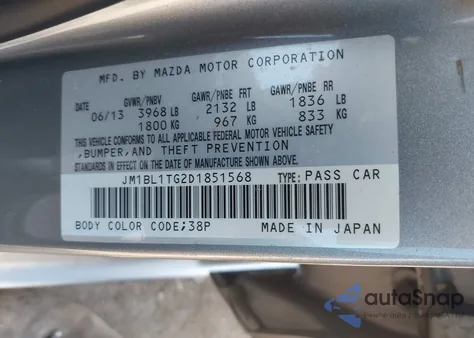 MFD. BY MAZDA MOTOR CORPORATION
DATE GVWR/PNBV GAWR/PNBE FRT GAWR/PNBE RR
06/13 3968 LB 2132 LB 1836 LB
1800 KG 967 KG 833 KG
THIS VEHICLE CONFORMS TO ALL APPLICABLE FEDERAL MOTOR VEHICLE SAFETY,
,BUMPER,AND THEFT PREVENTION
STANDARDS IN EFFECT ON THE DATE OF MANUFACTURE SHOWN ABOVE.
JM1BL1TG2D1851568 TYPE: PASS CAR
BODY COLOR CODE;38P MADE IN JAPAN
autoSnap